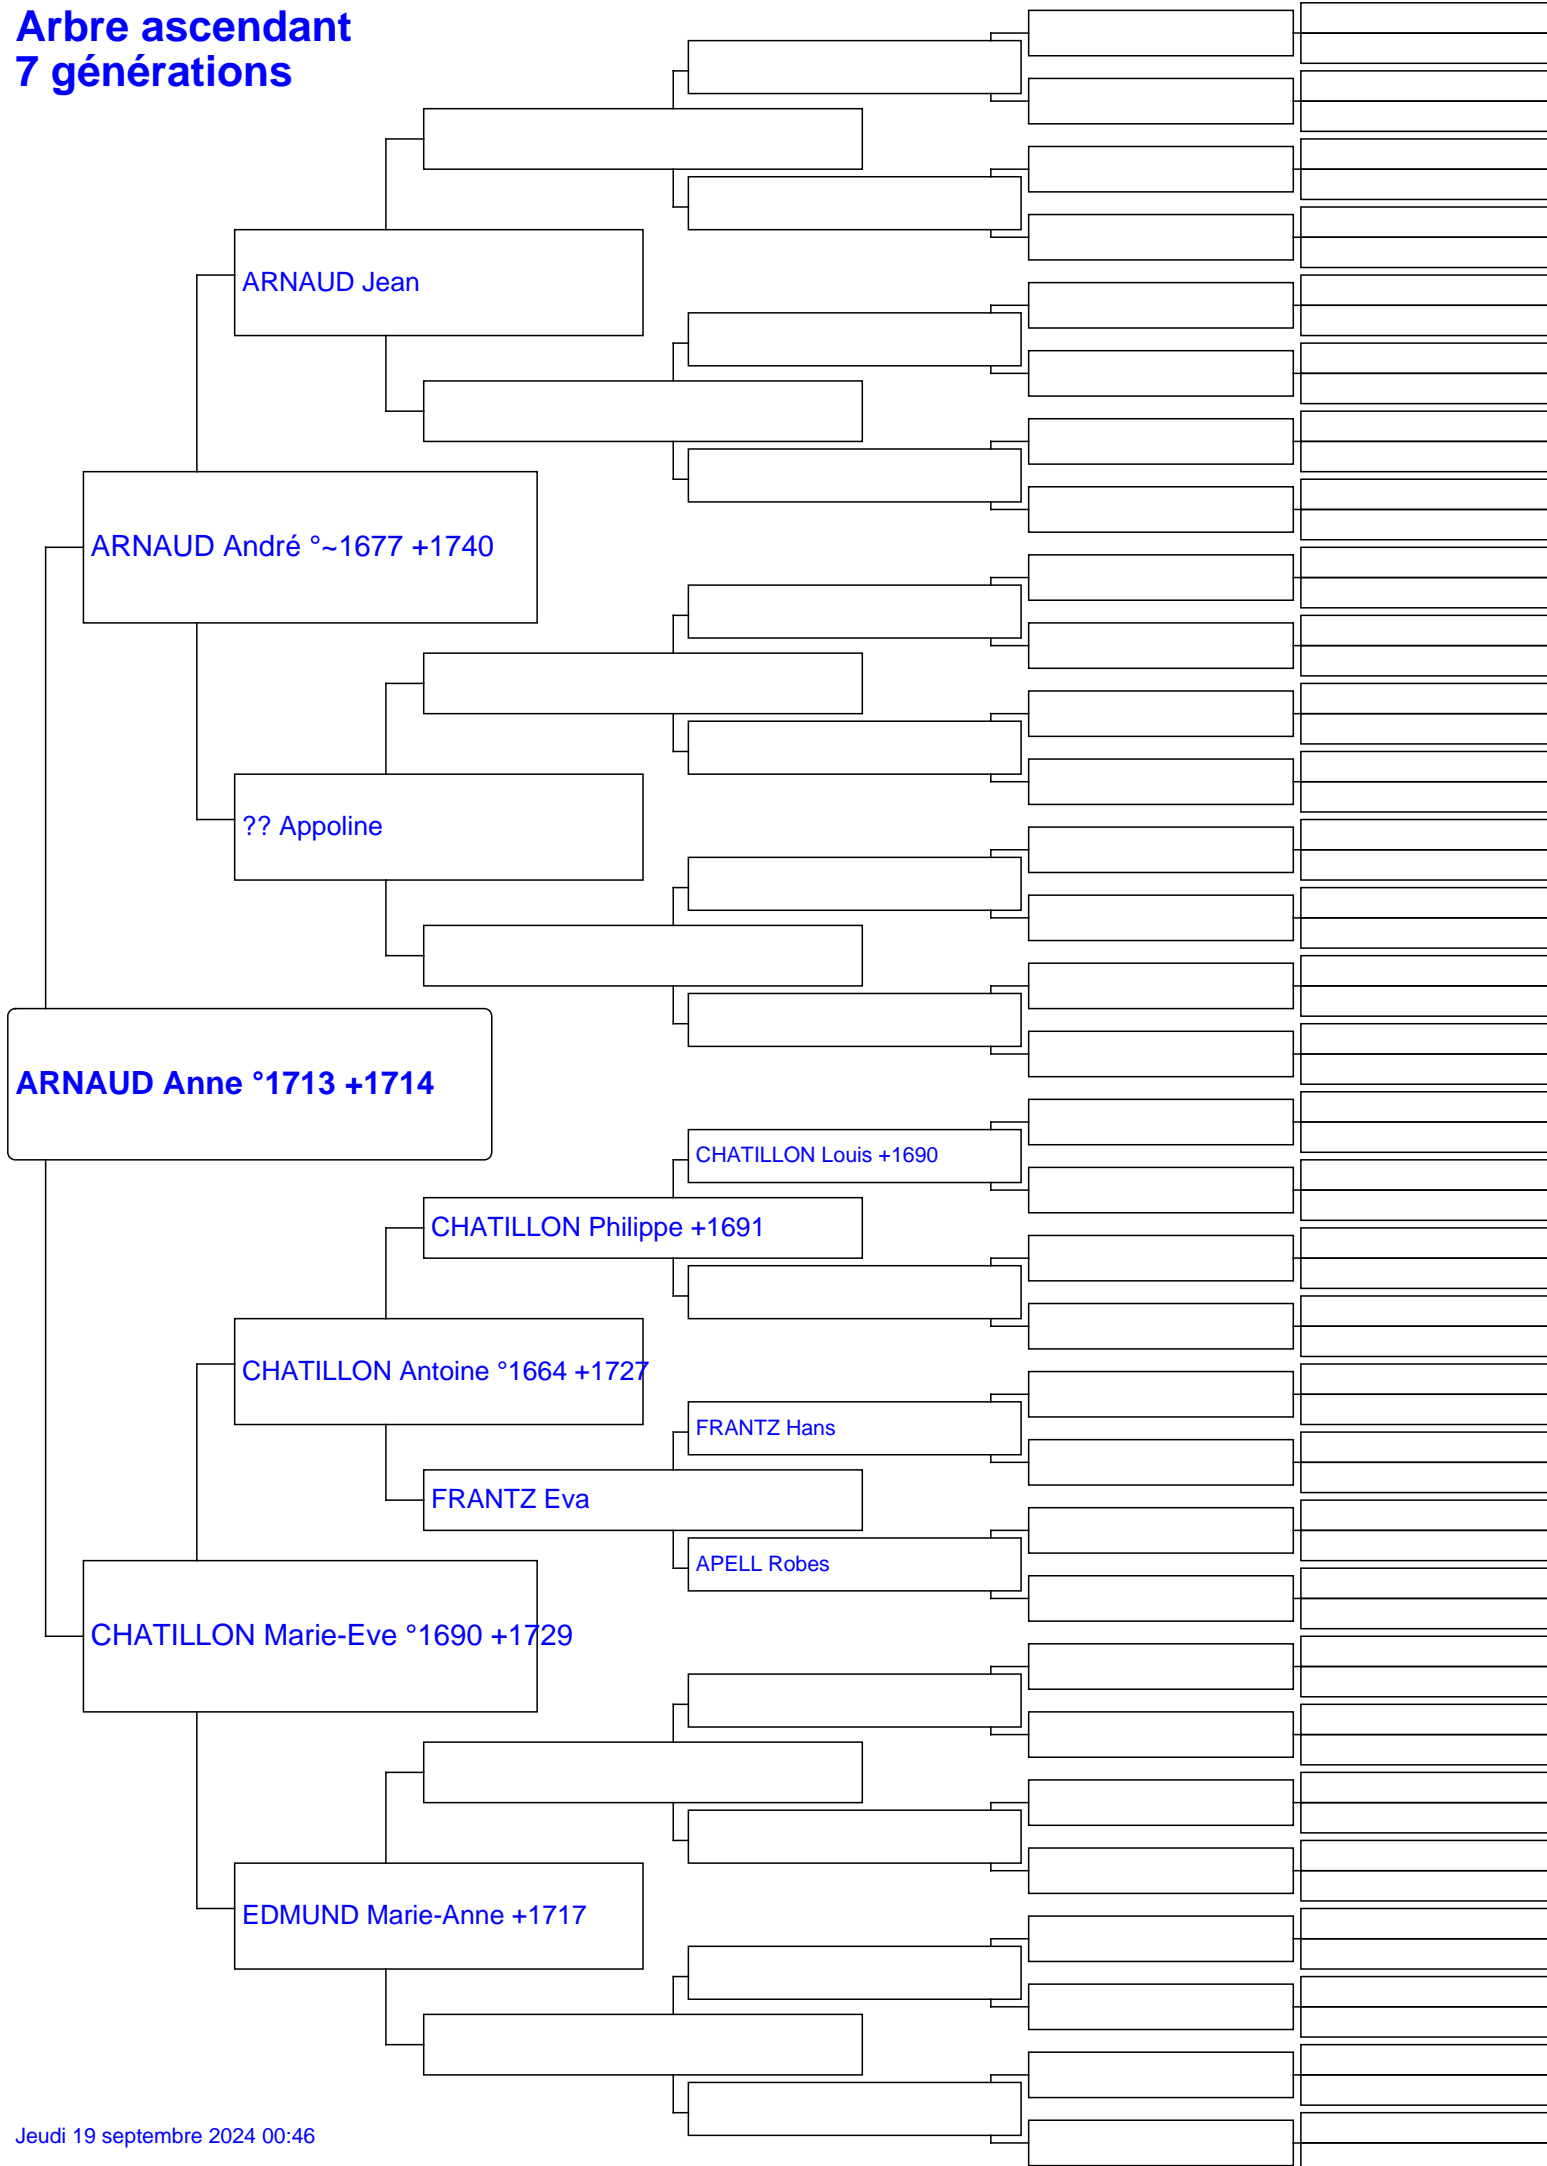 Arbre ascendant
7 générations
ARNAUD Jean
ARNAUD André °~1677 +1740
?? Appoline
ARNAUD Anne °1713 +1714
CHATILLON Louis +1690
CHATILLON Philippe +1691
CHATILLON Antoine °1664 +1727
FRANTZ Hans
FRANTZ Eva
APELL Robes
CHATILLON Marie-Eve °1690 +1729
EDMUND Marie-Anne +1717
Jeudi 19 septembre 2024 00:46